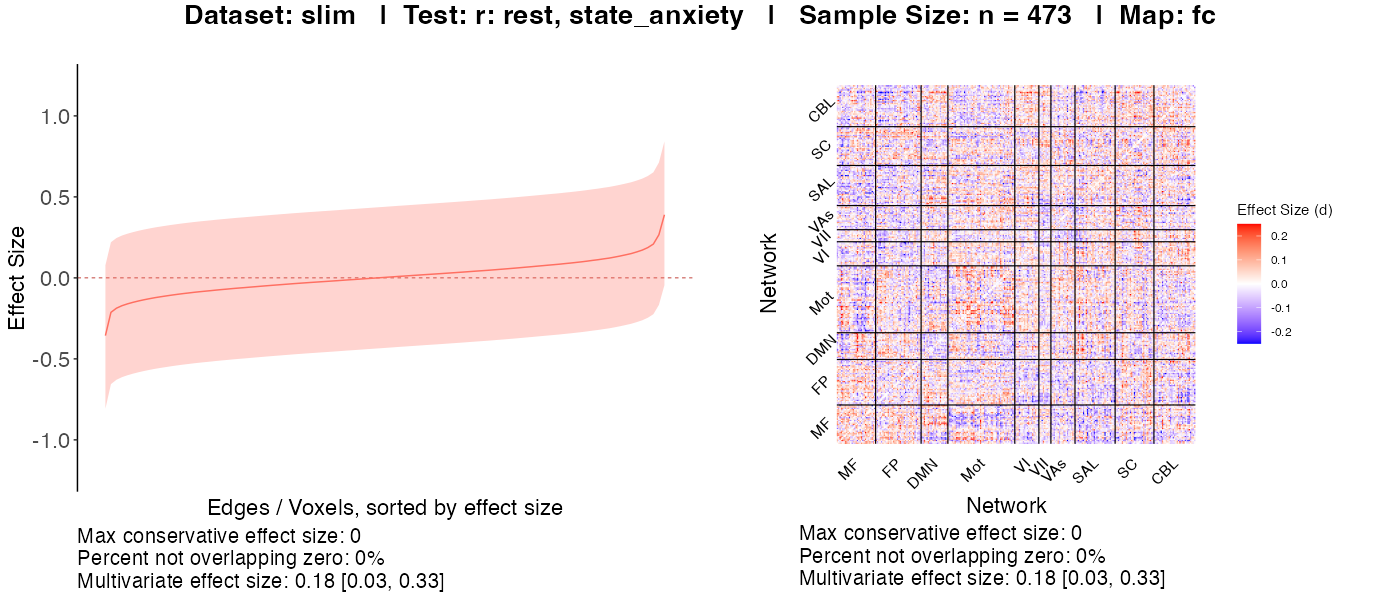 Dataset: slim | Test: r: rest, state_anxiety | Sample Size: n = 473 | Map: fc
Effect Size
1.0
0.5
0.0
-0.5
-1.0
Edges / Voxels, sorted by effect size
Max conservative effect size: 0
Percent not overlapping zero: 0%
Multivariate effect size: 0.18 [0.03, 0.33]
Network
CBL
SC
SAL
VAs
VII
VI
Mot
DMN
FP
MF
MF
FP
DMN
Mot
VI
VII
VAs
SAL
SC
CBL
Network
Max conservative effect size: 0
Percent not overlapping zero: 0%
Multivariate effect size: 0.18 [0.03, 0.33]
Effect Size (d)
0.2
0.1
0.0
-0.1
-0.2